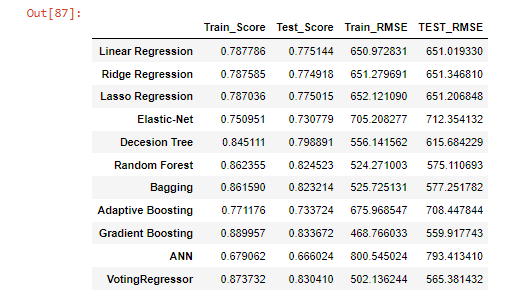 Out[87]:
Train_Score Test_Score Train_RMSE TEST_RMSE
Linear Regression 0.787786 0.775144 650.972831 651.019330
Ridge Regression 0.787585 0.774918 651.279691 651.346810
Lasso Regression 0.787036 0.775015 652.121090 651.206848
Elastic-Net 0.750951 0.730779 705.208277 712.354132
Decesion Tree 0.845111 0.798891 556.141562 615.684229
Random Forest 0.862355 0.824523 524.271003 575.110693
Bagging 0.861590 0.823214 525.725131 577.251782
Adaptive Boosting 0.771176 0.733724 675.968547 708.447844
Gradient Boosting 0.889957 0.833672 468.766033 559.917743
ANN 0.679062 0.666024 800.545024 793.413410
VotingRegressor 0.873732 0.830410 502.136244 565.381432